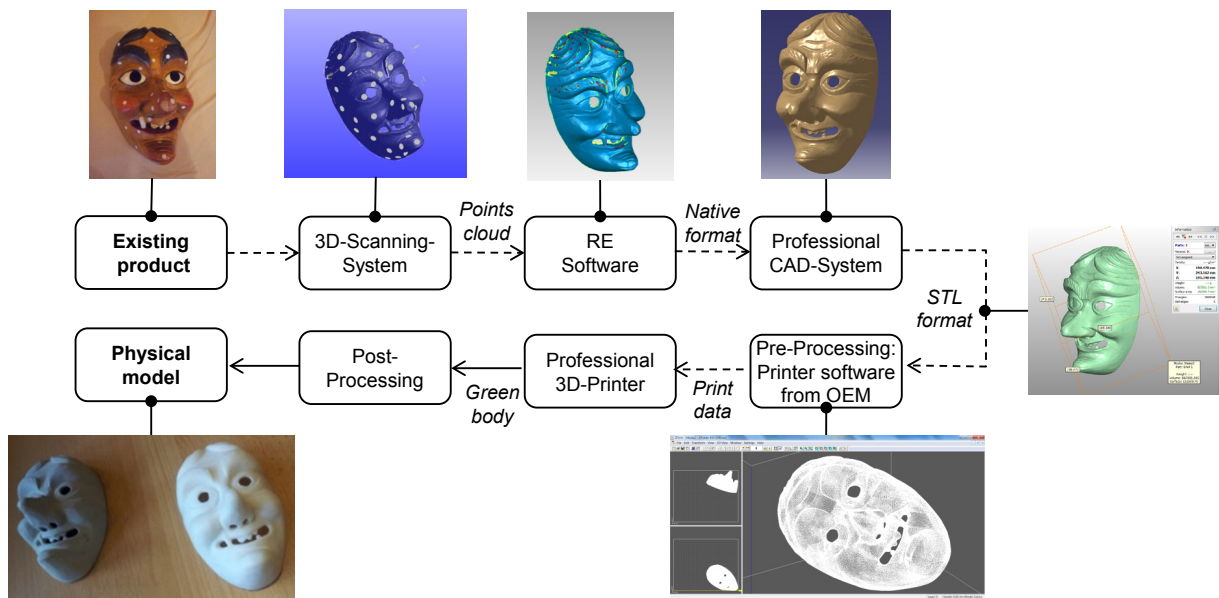 Existing
product
3D-Scanning-
System
Points
cloud
RE
Software
Native
format
Professional
CAD-System
STL
format
Physical
model
Post-
Processing
Green
body
Professional
3D-Printer
Print
data
Pre-Processing:
Printer software
from OEM